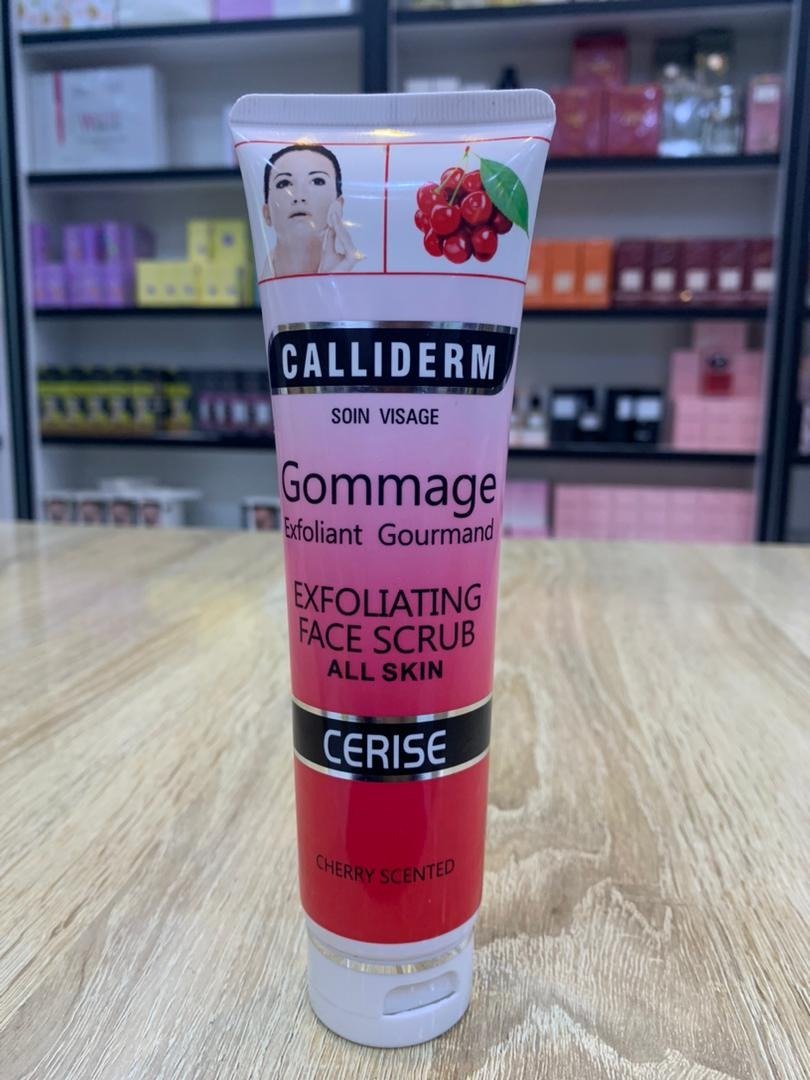 CALLIDERM
SOIN VISAGE
Gommage
Exfoliant Gourmand
EXFOLIATING
FACE SCRUB
ALL SKIN
CERISE
CHERRY SCENTED